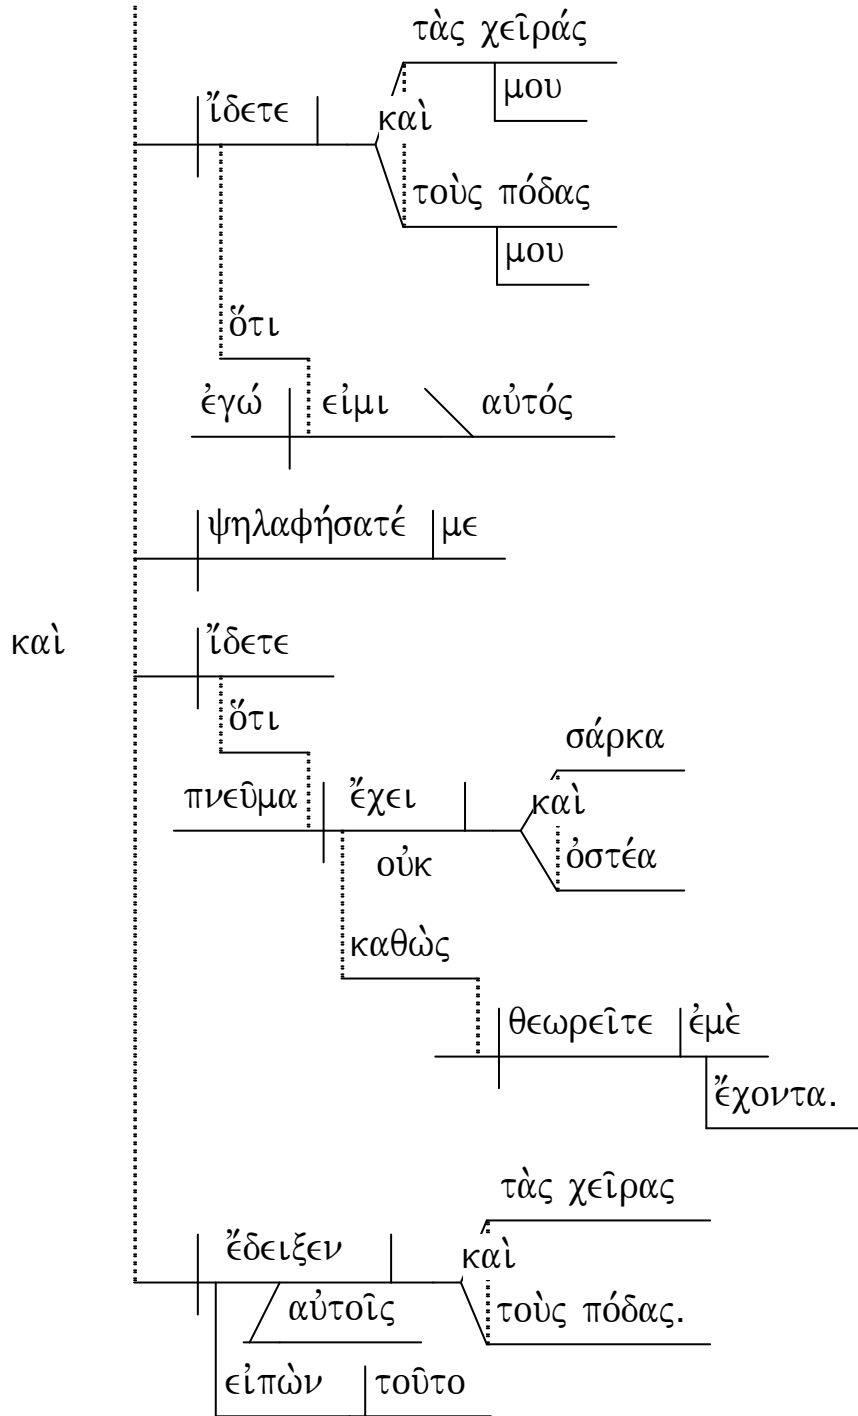 τὰς χεῖράς
ἴδετε καὶ μου
τοὺς πόδας
μου
ὅτι
ἐγώ εἰμι αὐτός
ψηλαφήσατέ με
καὶ ἴδετε
ὅτι
σάρκα
πνεῦμα ἔχει καὶ
οὐκ ὀστέα
καθὼς
θεωρεῖτε ἐμὲ
ἔχοντα.
τὰς χεῖρας
ἔδειξεν καὶ
αὐτοῖς τοὺς πόδας.
εἰπὼν τοῦτο